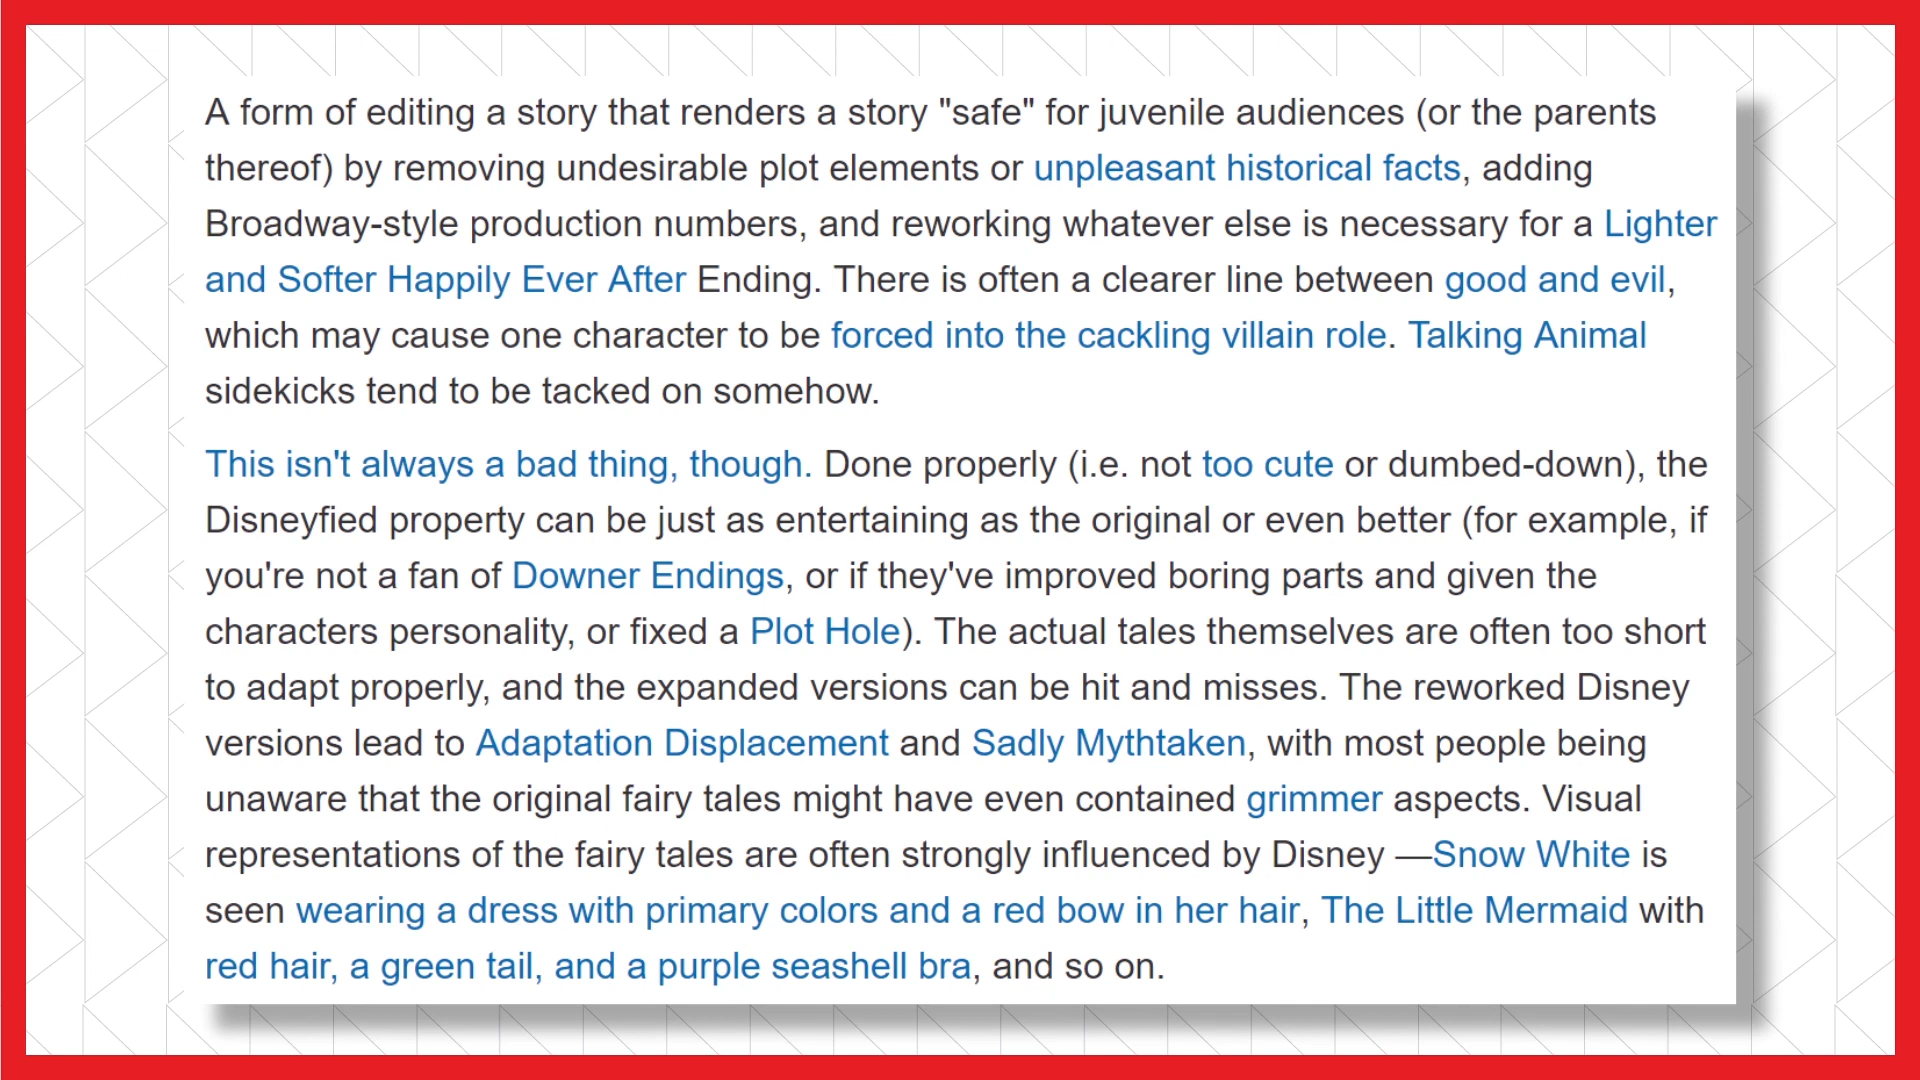 A form of editing a story that renders a story "safe" for juvenile audiences (or the parents
thereof) by removing undesirable plot elements or unpleasant historical facts, adding
Broadway-style production numbers, and reworking whatever else is necessary for a Lighter
and Softer Happily Ever After Ending. There is often a clearer line between good and evil,
which may cause one character to be forced into the cackling villain role. Talking Animal
sidekicks tend to be tacked on somehow.
This isn't always a bad thing, though. Done properly (i.e. not too cute or dumbed-down), the
Disneyfied property can be just as entertaining as the original or even better (for example, if
you're not a fan of Downer Endings, or if they've improved boring parts and given the
characters personality, or fixed a Plot Hole). The actual tales themselves are often too short
to adapt properly, and the expanded versions can be hit and misses. The reworked Disney
versions lead to Adaptation Displacement and Sadly Mythtaken, with most people being
unaware that the original fairy tales might have even contained grimmer aspects. Visual
representations of the fairy tales are often strongly influenced by Disney —Snow White is
seen wearing a dress with primary colors and a red bow in her hair, The Little Mermaid with
red hair, a green tail, and a purple seashell bra, and so on.